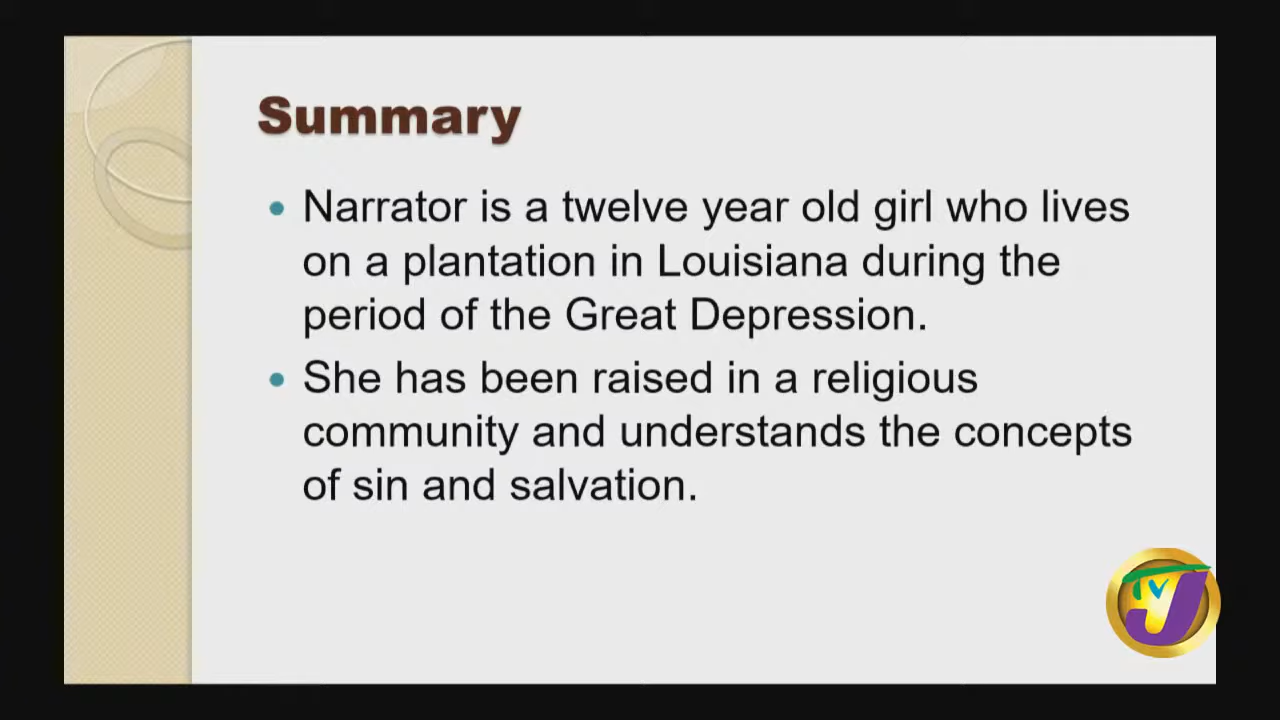 Summary
• Narrator is a twelve year old girl who lives
on a plantation in Louisiana during the
period of the Great Depression.
• She has been raised in a religious
community and understands the concepts
of sin and salvation.
TVJ